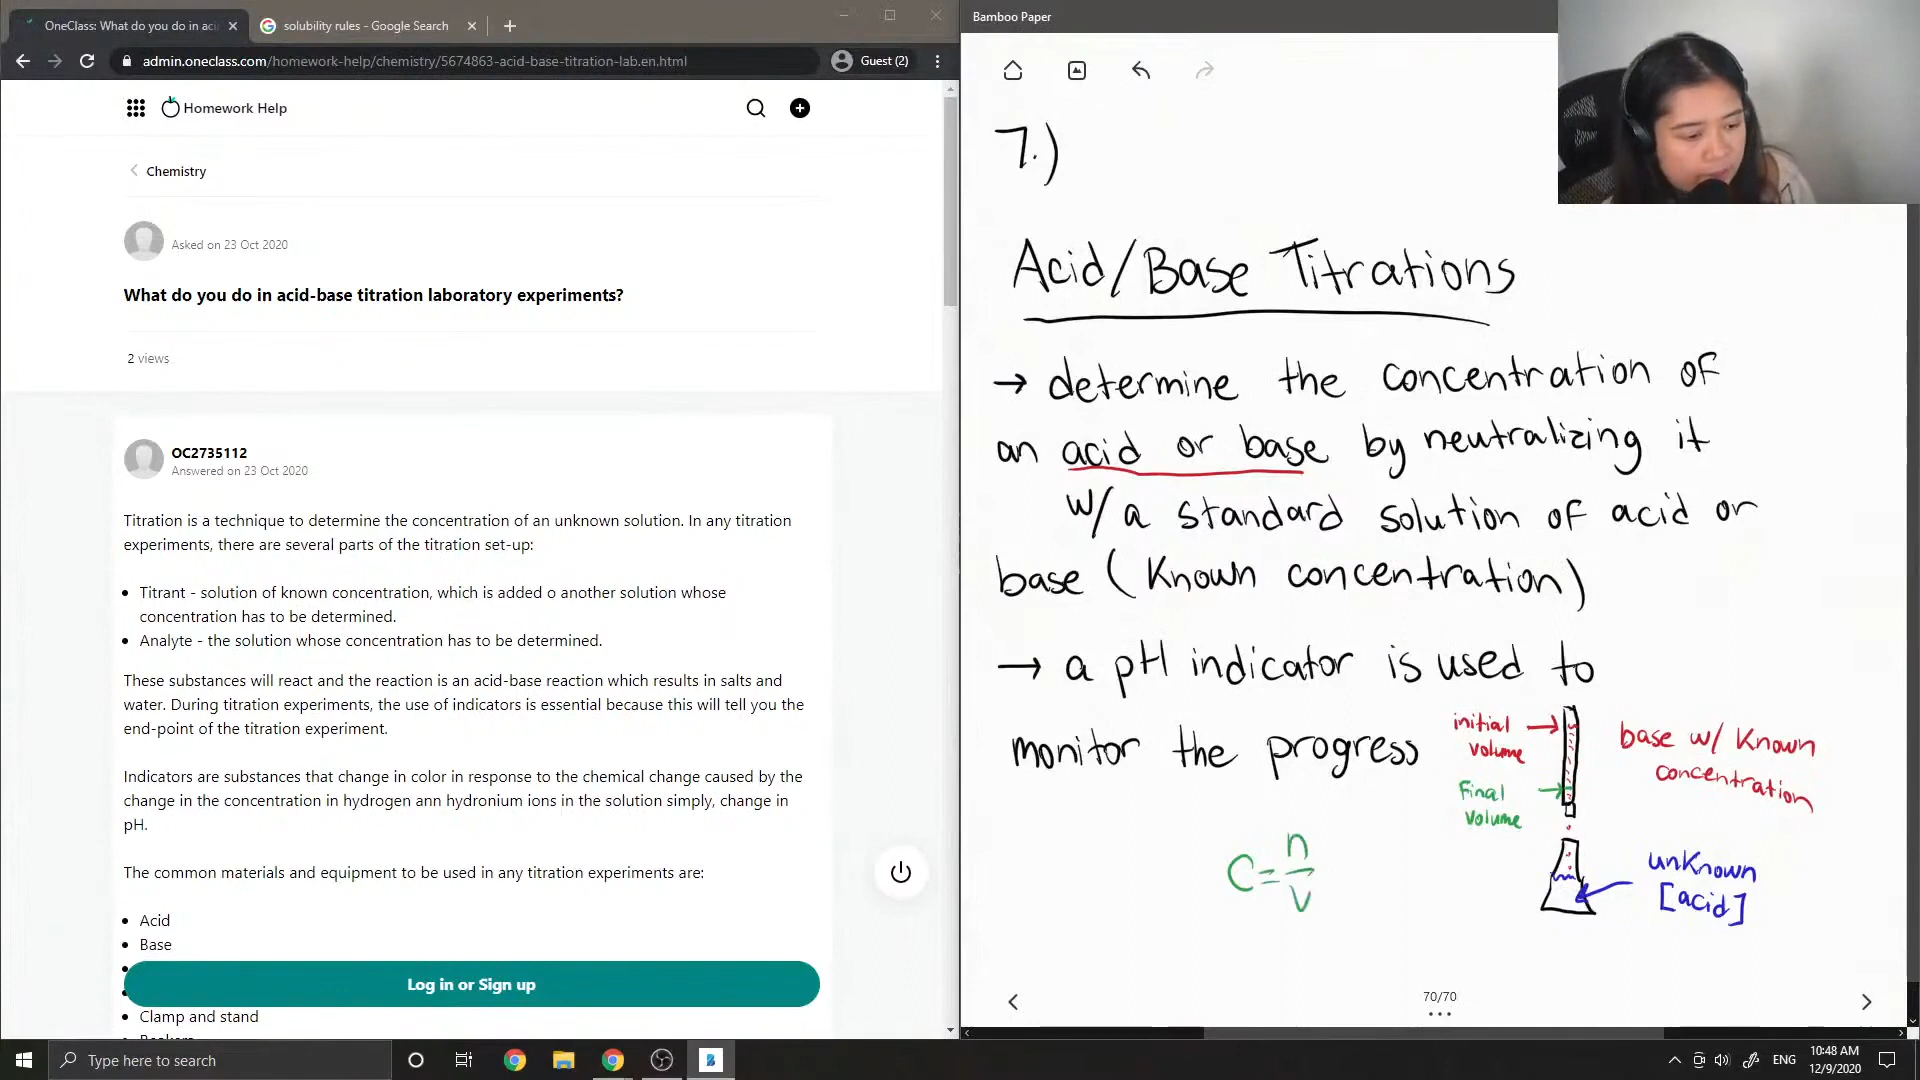 OneClass: What do you do in aci
solubility rules - Google Search
admin.oneclass.com/homework-help/chemistry/5674863-acid-base-titration-lab.en.html
Guest (2)
Homework Help
Chemistry
Asked on 23 Oct 2020
What do you do in acid-base titration laboratory experiments?
2 views
OC2735112
Answered on 23 Oct 2020
Titration is a technique to determine the concentration of an unknown solution. In any titration
experiments, there are several parts of the titration set-up:
• Titrant - solution of known concentration, which is added o another solution whose
concentration has to be determined.
• Analyte - the solution whose concentration has to be determined.
These substances will react and the reaction is an acid-base reaction which results in salts and
water. During titration experiments, the use of indicators is essential because this will tell you the
end-point of the titration experiment.
Indicators are substances that change in color in response to the chemical change caused by the
change in the concentration in hydrogen ann hydronium ions in the solution simply, change in
pH.
The common materials and equipment to be used in any titration experiments are:
• Acid
• Base
Log in or Sign up
Clamp and stand
Bamboo Paper
7.)
Acid/Base Titrations
→ determine the concentration of
an acid or base by neutralizing it
w/ a standard solution of acid or
base (Known concentration)
→ a pH indicator is used to
monitor the progress
initial
volume
Final
Volume
base w/ Known
concentration
C = n/V
unKnown
[acid]
70/70
Type here to search
ENG
10:48 AM
12/9/2020